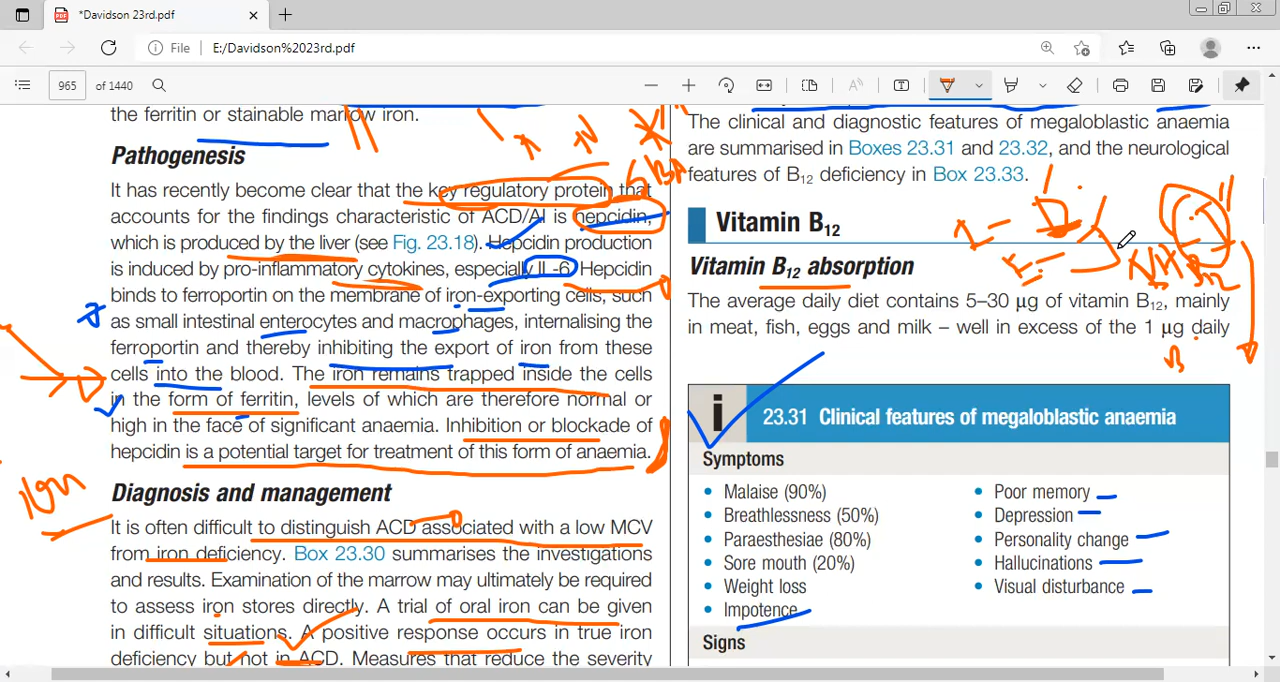 *Davidson 23rd.pdf
File E:/Davidson%2023rd.pdf
965 of 1440
the ferritin or stainable marrow iron.
Pathogenesis
It has recently become clear that the key regulatory protein that
accounts for the findings characteristic of ACD/AI is hepcidin,
which is produced by the liver (see Fig. 23.18). Hepcidin production
is induced by pro-inflammatory cytokines, especially IL-6. Hepcidin
binds to ferroportin on the membrane of iron-exporting cells, such
as small intestinal enterocytes and macrophages, internalising the
ferroportin and thereby inhibiting the export of iron from these
cells into the blood. The iron remains trapped inside the cells
in the form of ferritin, levels of which are therefore normal or
high in the face of significant anaemia. Inhibition or blockade of
hepcidin is a potential target for treatment of this form of anaemia.
Iron
Diagnosis and management
It is often difficult to distinguish ACD associated with a low MCV
from iron deficiency. Box 23.30 summarises the investigations
and results. Examination of the marrow may ultimately be required
to assess iron stores directly. A trial of oral iron can be given
in difficult situations. A positive response occurs in true iron
deficiency but not in ACD. Measures that reduce the severity
The clinical and diagnostic features of megaloblastic anaemia
are summarised in Boxes 23.31 and 23.32, and the neurological
features of B12 deficiency in Box 23.33.
Vitamin B12
Vitamin B12 absorption
The average daily diet contains 5–30 µg of vitamin B12, mainly
in meat, fish, eggs and milk – well in excess of the 1 µg daily
i 23.31 Clinical features of megaloblastic anaemia
Symptoms
• Malaise (90%)
• Breathlessness (50%)
• Paraesthesiae (80%)
• Sore mouth (20%)
• Weight loss
• Impotence
• Poor memory
• Depression
• Personality change
• Hallucinations
• Visual disturbance
Signs